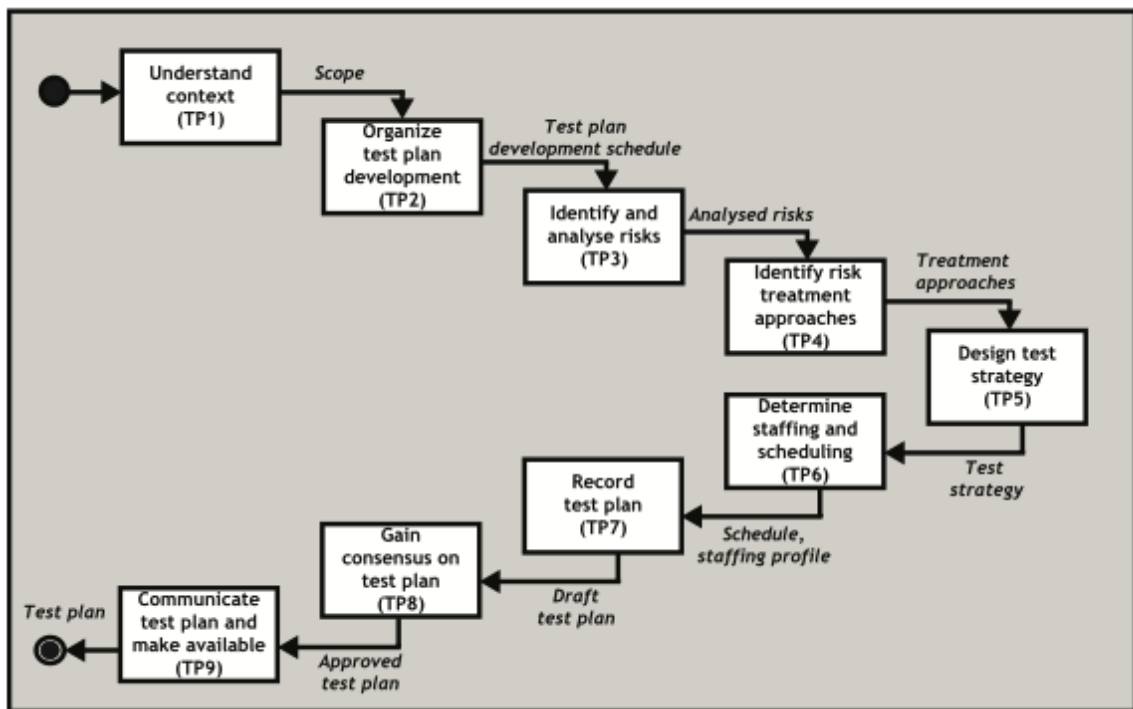 Understand
context
(TP1)
Scope
Organize
test plan
development
(TP2)
Test plan
development schedule
Identify and
analyse risks
(TP3)
Analysed risks
Identify risk
treatment
approaches
(TP4)
Treatment
approaches
Design test
strategy
(TP5)
Test
strategy
Determine
staffing and
scheduling
(TP6)
Schedule,
staffing profile
Record
test plan
(TP7)
Draft
test plan
Gain
consensus on
test plan
(TP8)
Approved
test plan
Communicate
test plan and
make available
(TP9)
Test plan